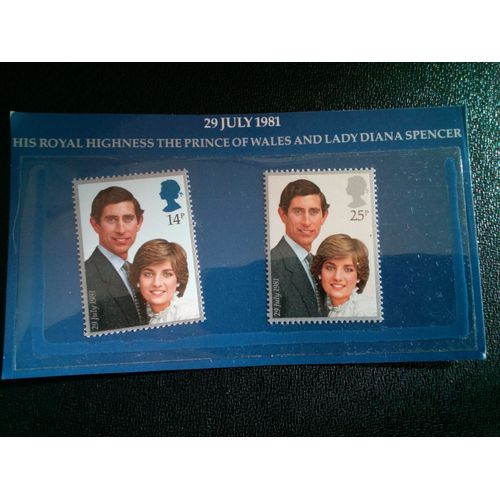 29 JULY 1981
HIS ROYAL HIGHNESS THE PRINCE OF WALES AND LADY DIANA SPENCER
14P
25P
29 July 1981
29 July 1981